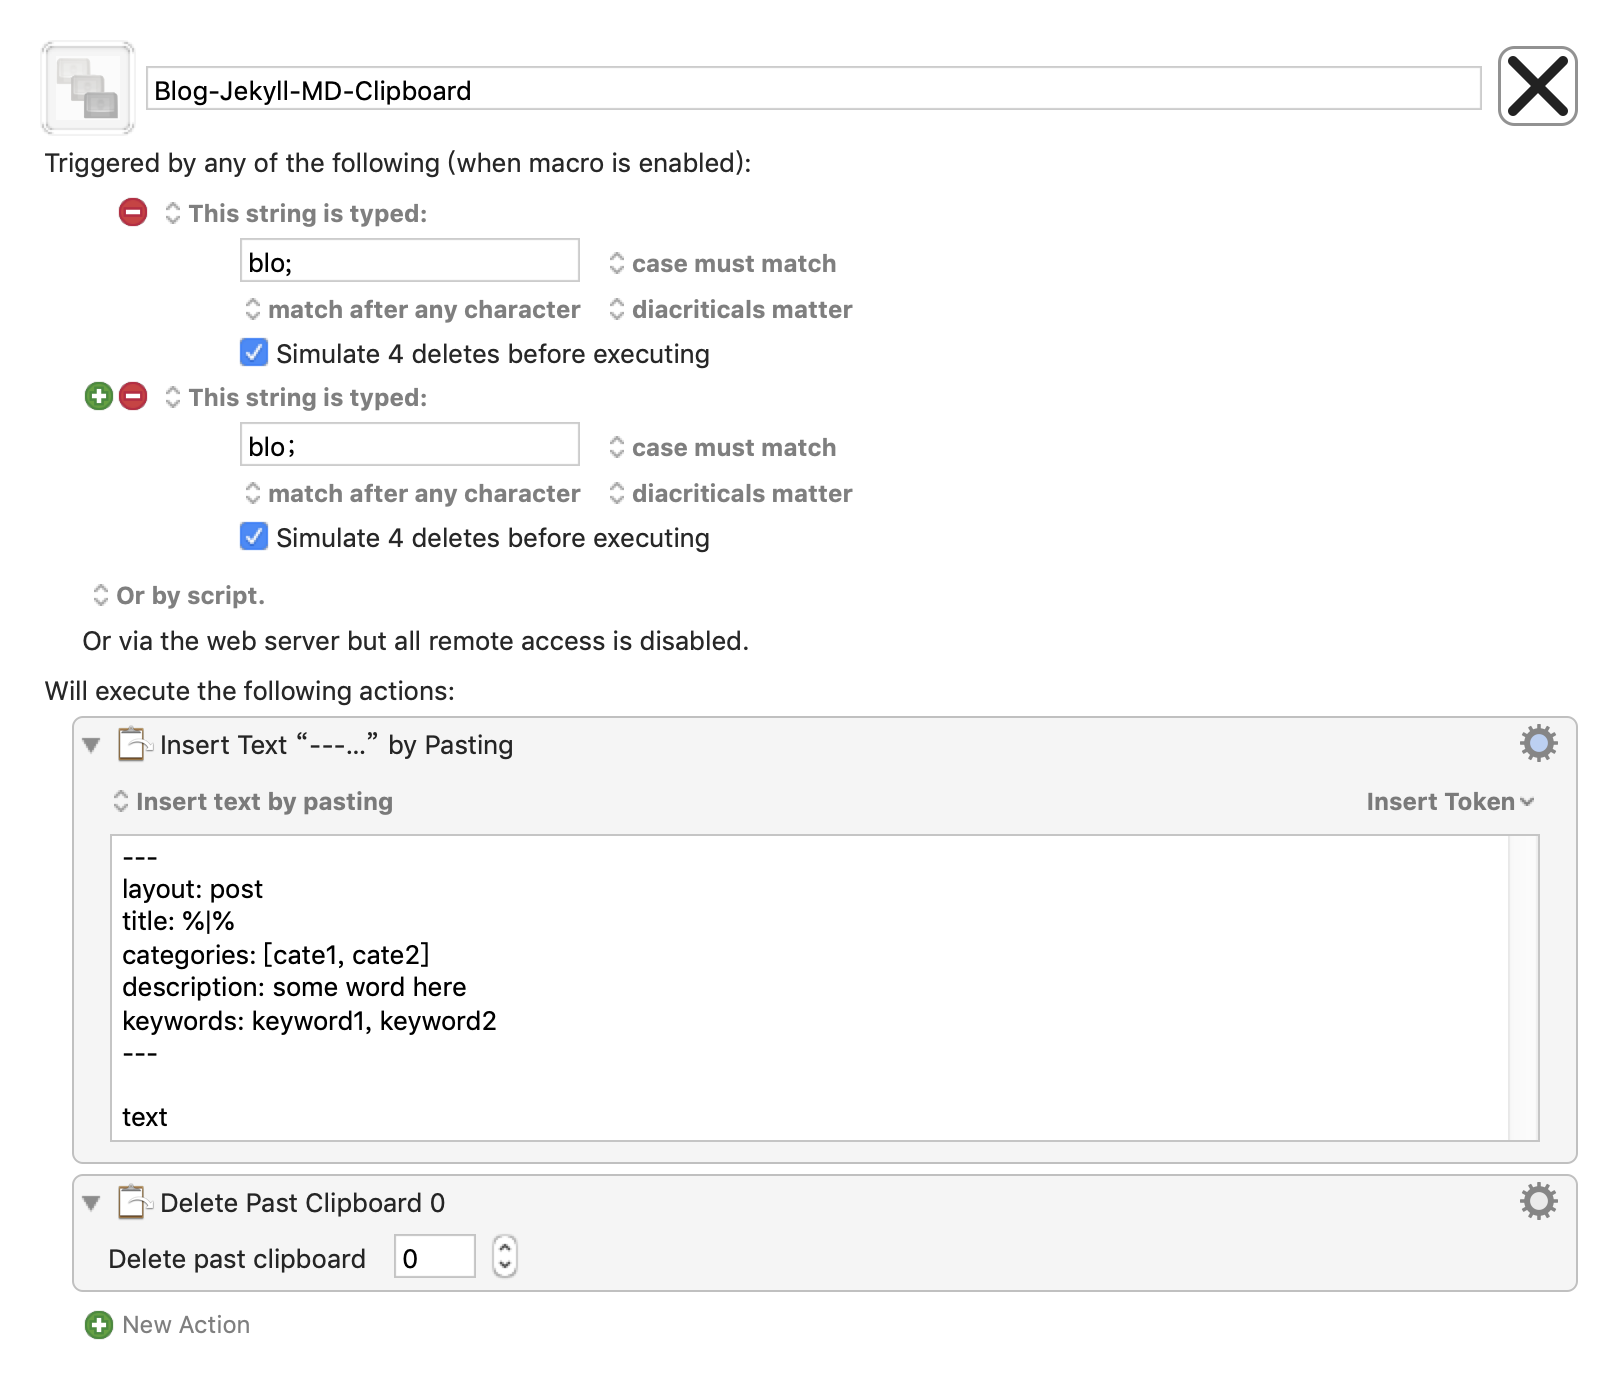 Blog-Jekyll-MD-Clipboard
Triggered by any of the following (when macro is enabled):
This string is typed:
blo;
case must match
match after any character
diacriticals matter
Simulate 4 deletes before executing
This string is typed:
blo；
case must match
match after any character
diacriticals matter
Simulate 4 deletes before executing
Or by script.
Or via the web server but all remote access is disabled.
Will execute the following actions:
Insert Text “---…” by Pasting
Insert text by pasting
Insert Token
---
layout: post
title: %|%
categories: [cate1, cate2]
description: some word here
keywords: keyword1, keyword2
---
text
Delete Past Clipboard 0
Delete past clipboard 0
New Action